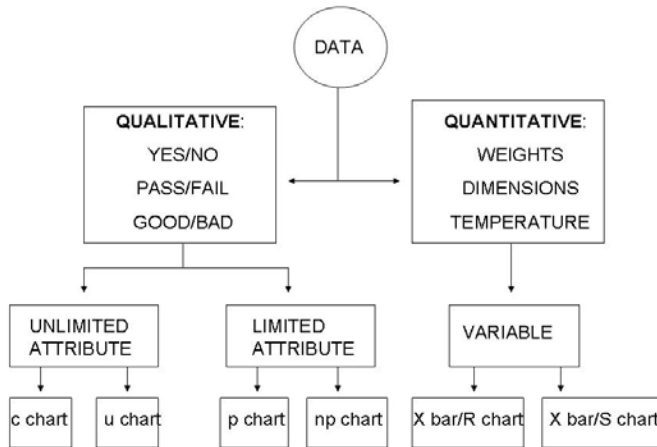 DATA
QUALITATIVE:
YES/NO
PASS/FAIL
GOOD/BAD
QUANTITATIVE:
WEIGHTS
DIMENSIONS
TEMPERATURE
UNLIMITED
ATTRIBUTE
LIMITED
ATTRIBUTE
VARIABLE
c chart
u chart
p chart
np chart
X bar/R chart
X bar/S chart